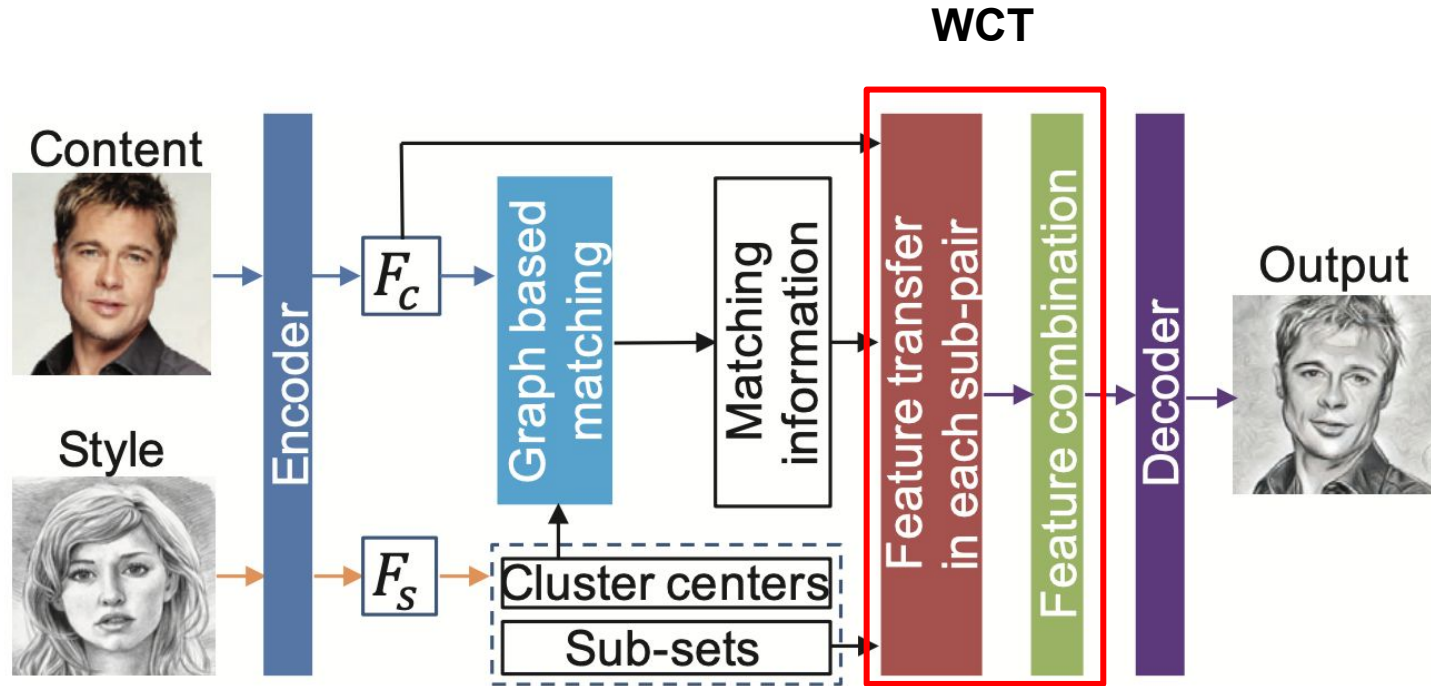 WCT
Content
Style
Encoder
F_c
F_s
Graph based
matching
Cluster centers
Sub-sets
Matching
information
Feature transfer
in each sub-pair
Feature combination
Decoder
Output